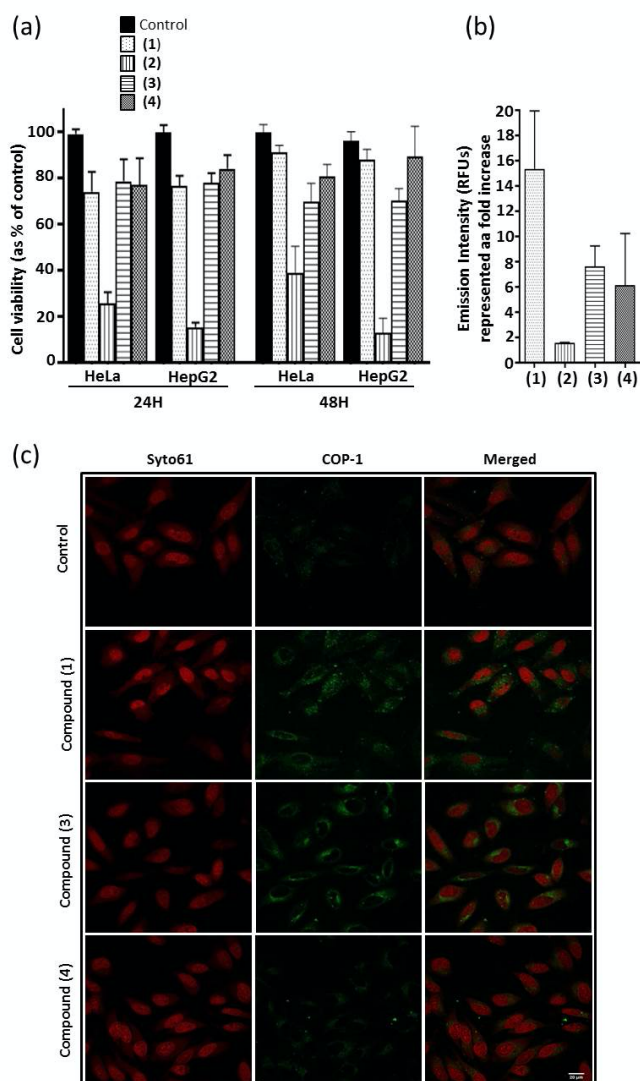 (a)
Control
(1)
(2)
(3)
(4)
Cell viability (as % of control)
100
80
60
40
20
0
HeLa HepG2 HeLa HepG2
24H 48H
(b)
Emission Intensity (RFUs)
represented aa fold increase
20
18
16
14
12
10
8
6
4
2
0
(1) (2) (3) (4)
(c)
Syto61 COP-1 Merged
Control
Compound (1)
Compound (3)
Compound (4)
20 µm